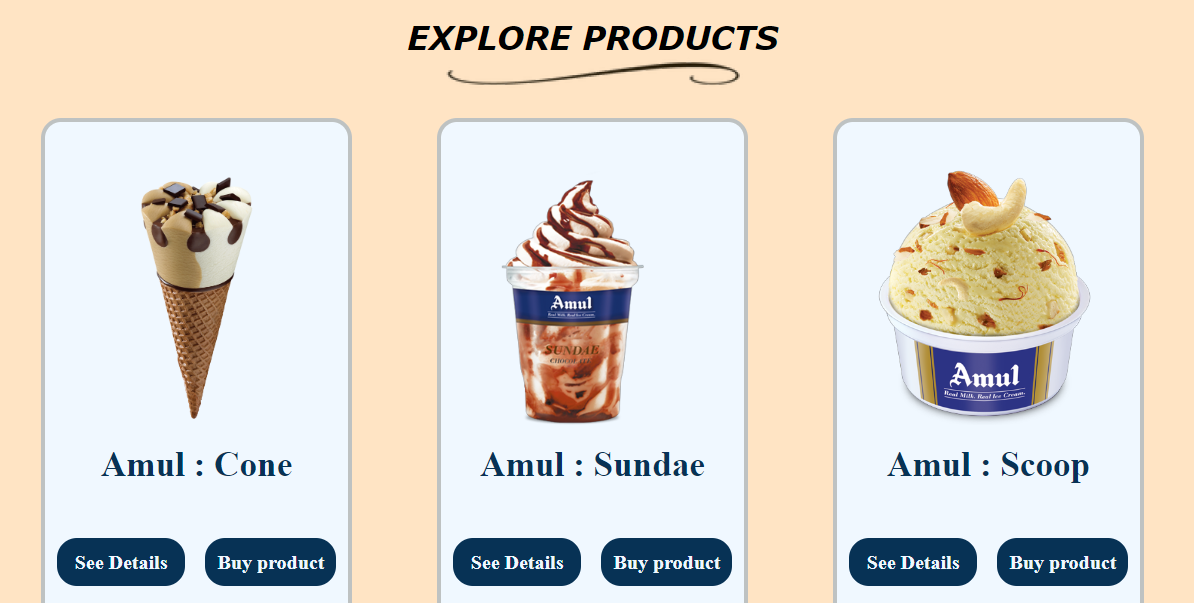 EXPLORE PRODUCTS
Amul
Real Milk. Real Ice Cream.
SUNDAE
CHOCOLATE
Amul
Real Milk. Real Ice Cream.
Amul : Cone
Amul : Sundae
Amul : Scoop
See Details
Buy product
See Details
Buy product
See Details
Buy product